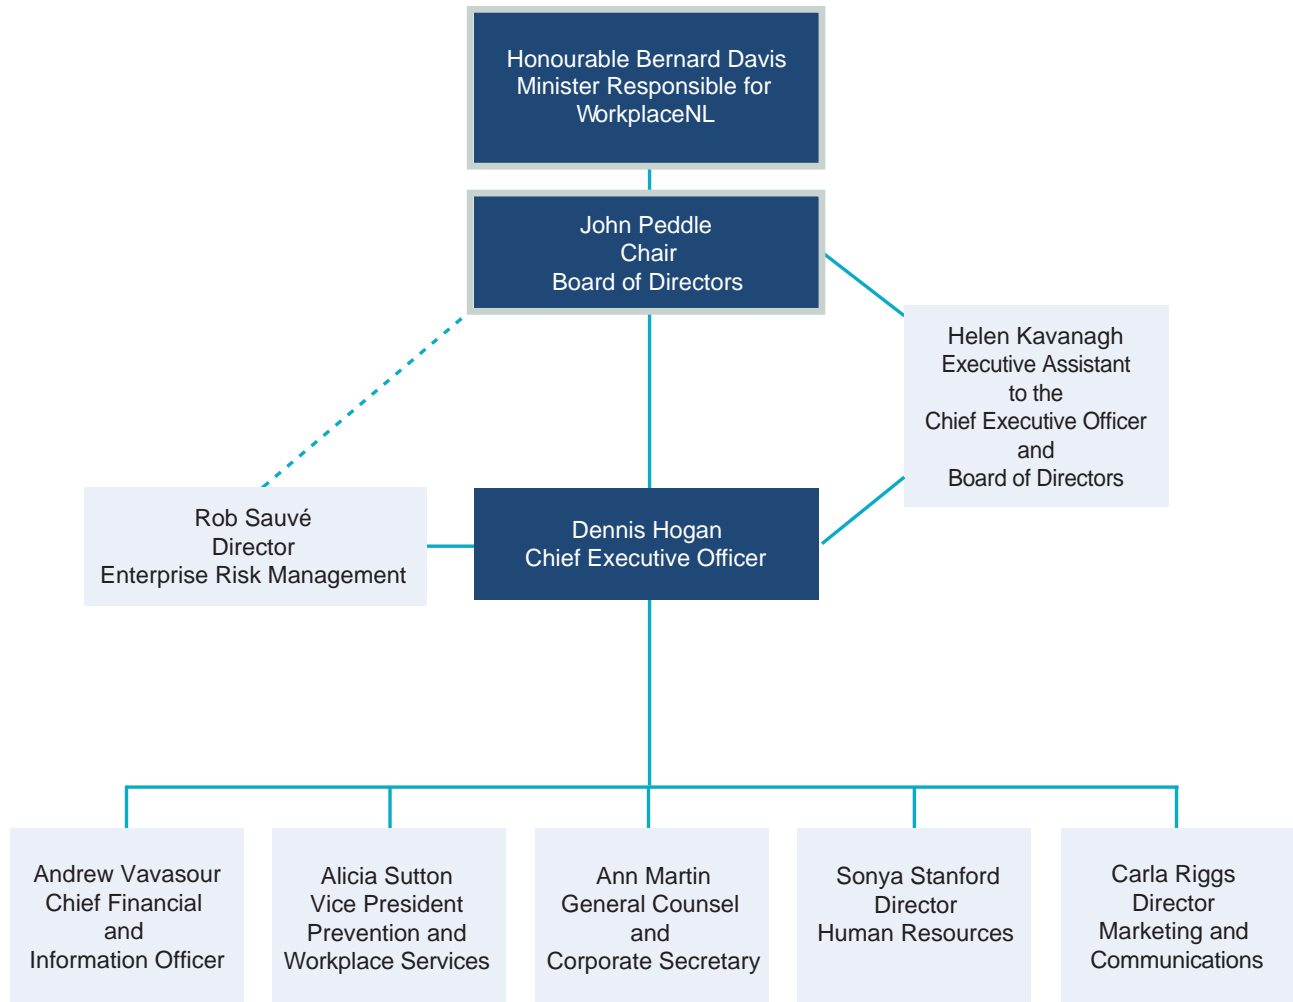 Honourable Bernard Davis
Minister Responsible for
WorkplaceNL
John Peddle
Chair
Board of Directors
Helen Kavanagh
Executive Assistant
to the
Chief Executive Officer
and
Board of Directors
Rob Sauvé
Director
Enterprise Risk Management
Dennis Hogan
Chief Executive Officer
Andrew Vavasour
Chief Financial
and
Information Officer
Alicia Sutton
Vice President
Prevention and
Workplace Services
Ann Martin
General Counsel
and
Corporate Secretary
Sonya Stanford
Director
Human Resources
Carla Riggs
Director
Marketing and
Communications